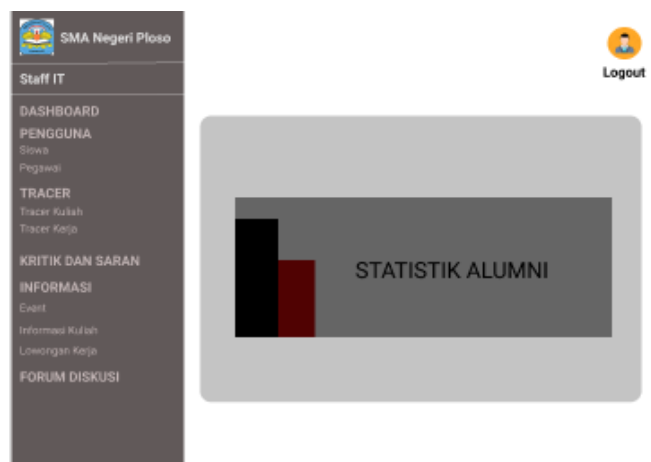 SMA Negeri Ploso
Staff IT
DASHBOARD
PENGGUNA
Siswa
Pegawai
TRACER
Tracer Kuliah
Tracer Kerja
KRITIK DAN SARAN
INFORMASI
Event
Informasi Kuliah
Lowongan Kerja
FORUM DISKUSI
Logout
STATISTIK ALUMNI